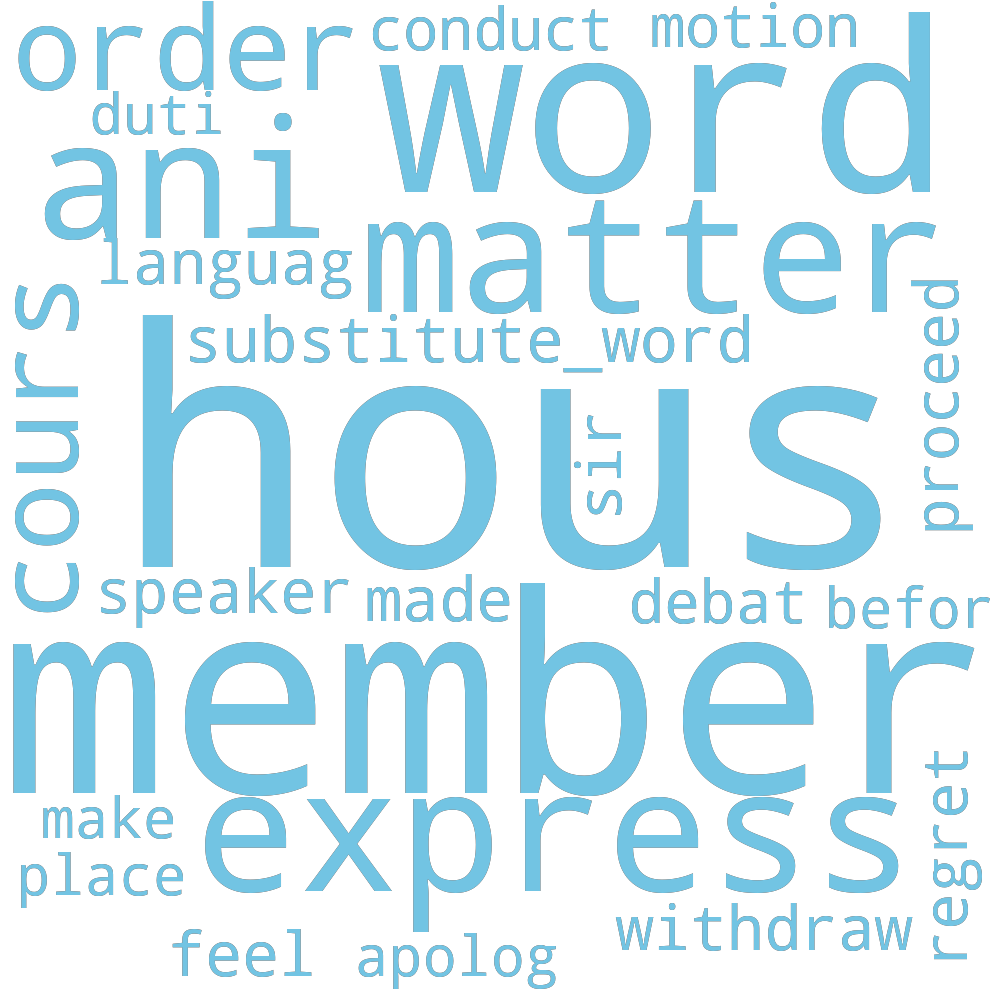 order
conduct
motion
word
duti
ani
languag
matter
cours
substitute_word
proceed
hous
sir
speaker
made
debat
befor
member
make
express
regret
place
withdraw
feel
apolog